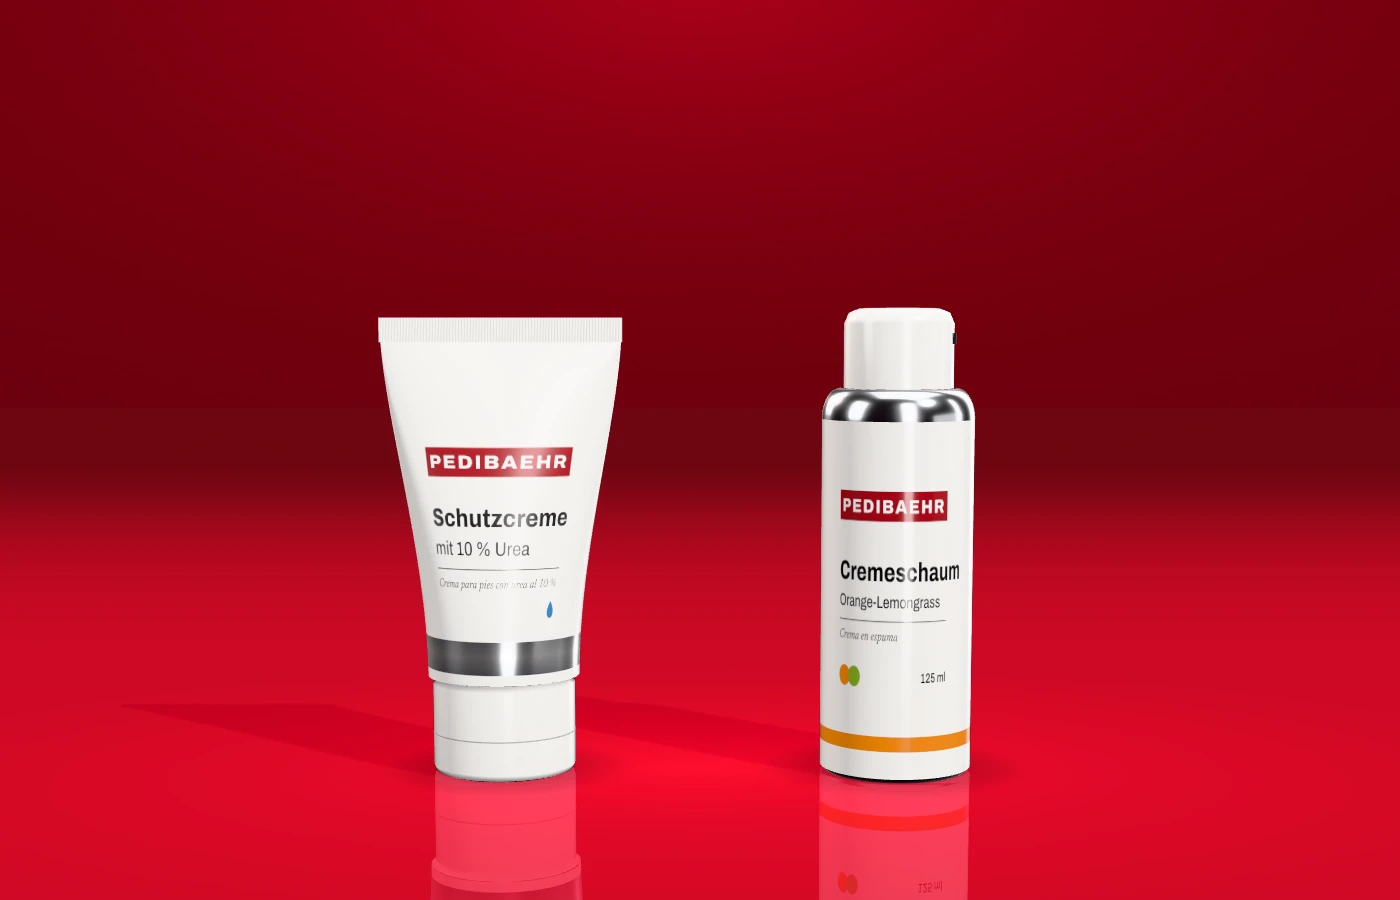 PEDIBAEHR
Schutzcreme
mit 10 % Urea
Crema para pies con urea al 10 %
PEDIBAEHR
Cremeschaum
Orange-Lemongrass
Crema en espuma
125 ml